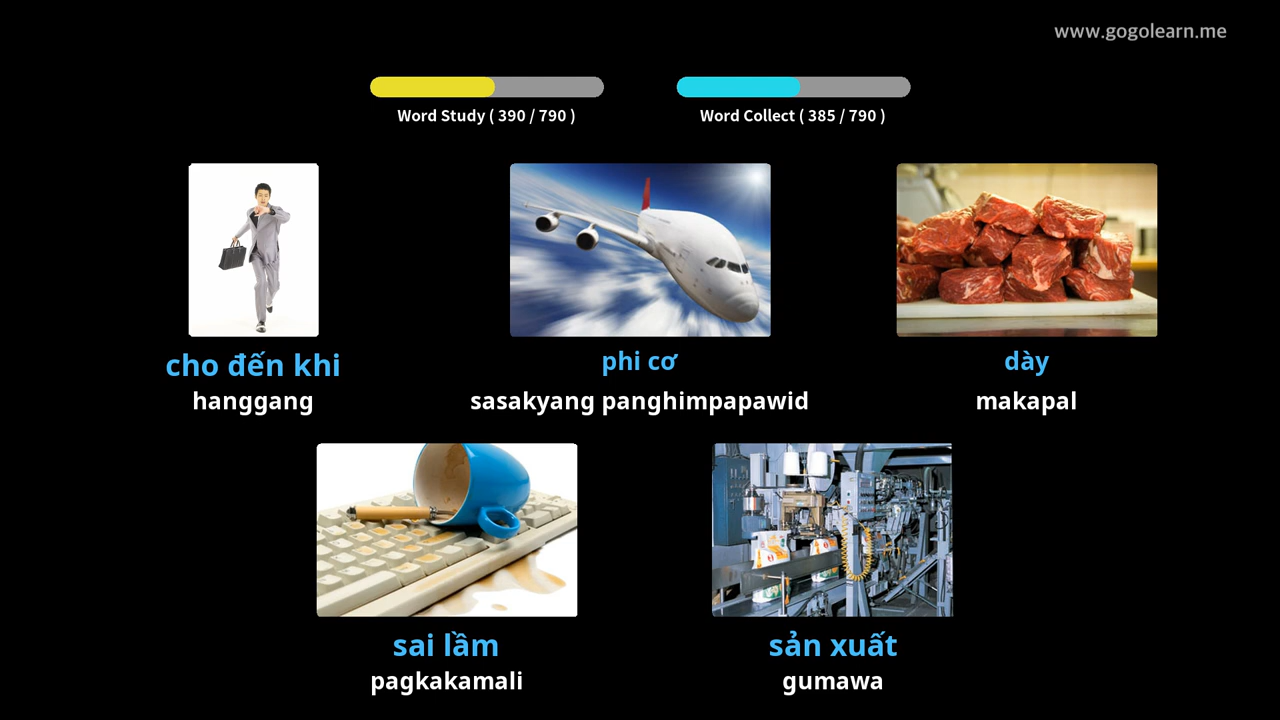 www.gogolearn.me
Word Study ( 390 / 790 )
Word Collect ( 385 / 790 )
cho đến khi
hanggang
phi cơ
sasakyang panghimpapawid
dày
makapal
sai lầm
pagkakamali
sản xuất
gumawa